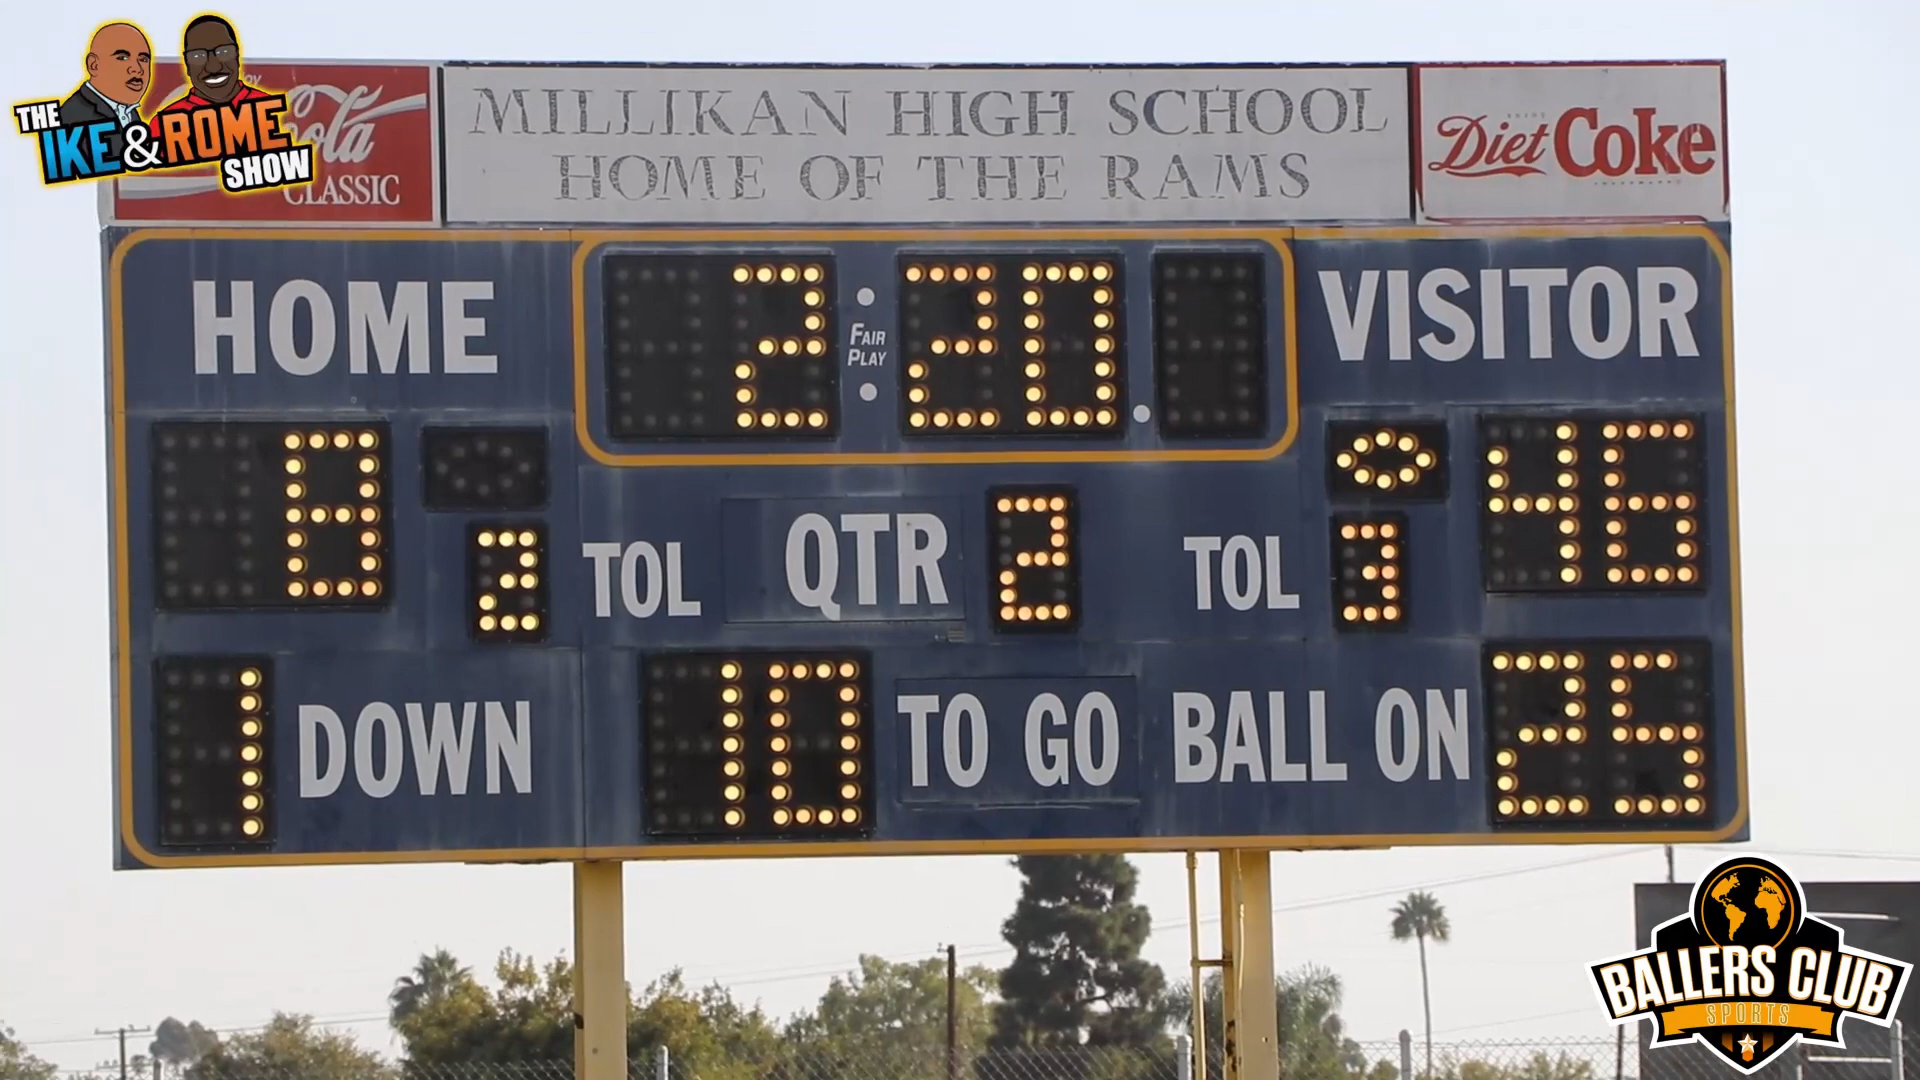 THE
IKE & ROME
SHOW
Cola
CLASSIC
MILLIKAN HIGH SCHOOL
HOME OF THE RAMS
Diet Coke
HOME
2:20
FAIR
PLAY
VISITOR
8
46
2 TOL
QTR 2
TOL 3
1 DOWN
10 TO GO
BALL ON 25
BALLERS CLUB
SPORTS